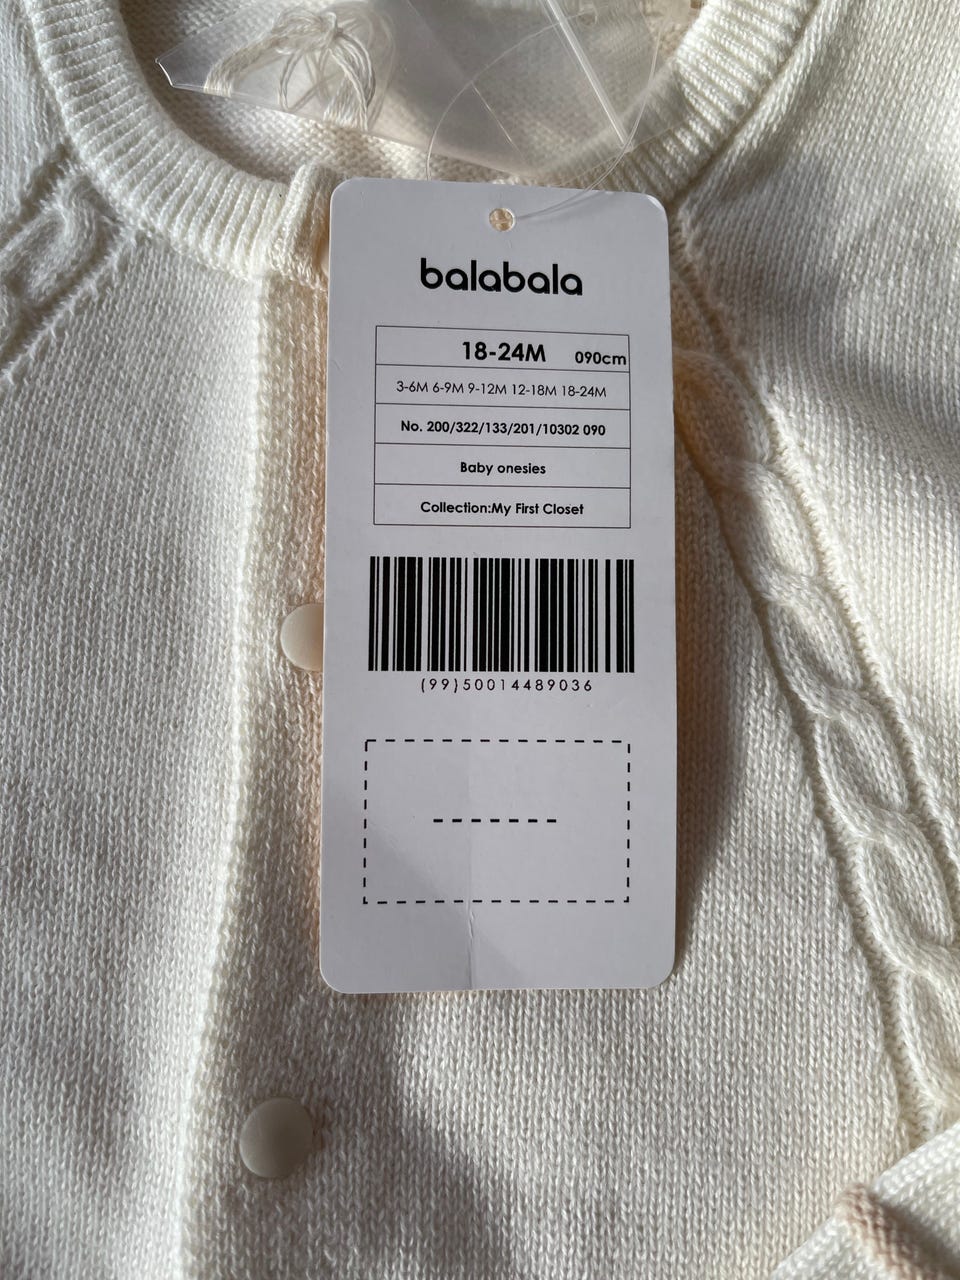 balabala
18-24M 090cm
3-6M 6-9M 9-12M 12-18M 18-24M
No. 200/322/133/201/10302 090
Baby onesies
Collection:My First Closet
(99)50014489036